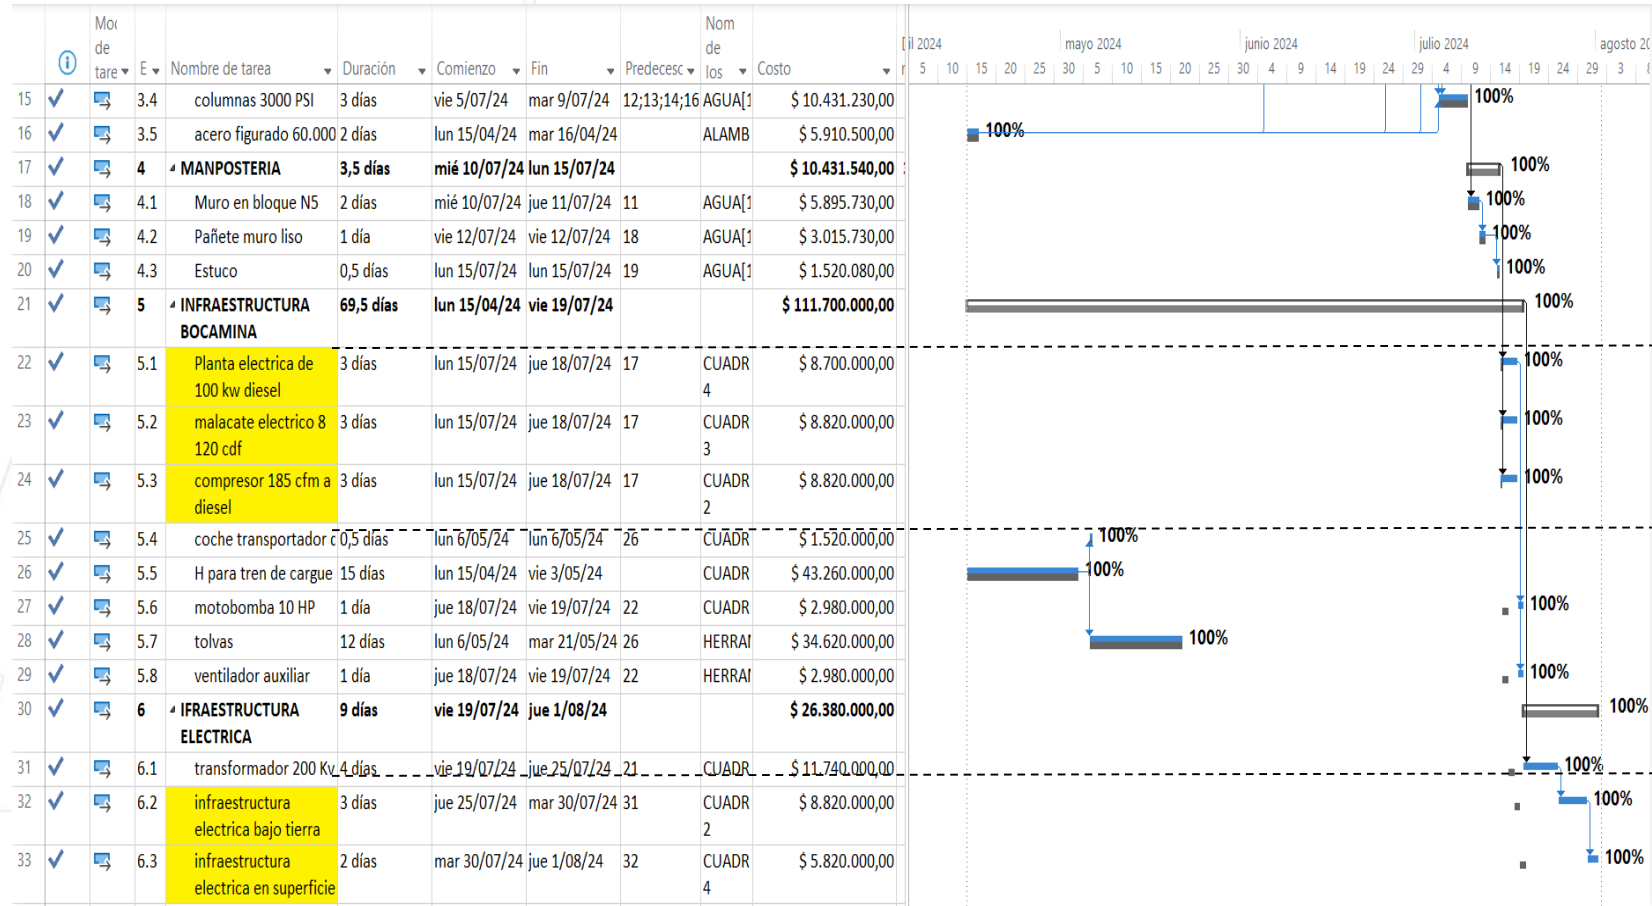 Moc
de
tare E Nombre de tarea Duración Comienzo Fin Predecesc
Nom
de
los Costo
il 2024 mayo 2024 junio 2024 julio 2024 agosto 20
5 10 15 20 25 30 5 10 15 20 25 30 4 9 14 19 24 29 4 9 14 19 24 29 3 8
15 3.4 columnas 3000 PSI 3 días vie 5/07/24 mar 9/07/24 12;13;14;16 AGUA[1 $ 10.431.230,00 100%
16 3.5 acero figurado 60.000 2 días lun 15/04/24 mar 16/04/24 ALAMB $ 5.910.500,00 100%
17 4 MANPOSTERIA 3,5 días mié 10/07/24 lun 15/07/24 $ 10.431.540,00 100%
18 4.1 Muro en bloque N5 2 días mié 10/07/24 jue 11/07/24 11 AGUA[1 $ 5.895.730,00 100%
19 4.2 Pañete muro liso 1 día vie 12/07/24 vie 12/07/24 18 AGUA[1 $ 3.015.730,00 100%
20 4.3 Estuco 0,5 días lun 15/07/24 lun 15/07/24 19 AGUA[1 $ 1.520.080,00 100%
21 5 INFRAESTRUCTURA 69,5 días lun 15/04/24 vie 19/07/24 $ 111.700.000,00 100%
BOCAMINA
22 5.1 Planta electrica de 3 días lun 15/07/24 jue 18/07/24 17 CUADR $ 8.700.000,00 100%
100 kw diesel 4
23 5.2 malacate electrico 8 3 días lun 15/07/24 jue 18/07/24 17 CUADR $ 8.820.000,00 100%
120 cdf 3
24 5.3 compresor 185 cfm a 3 días lun 15/07/24 jue 18/07/24 17 CUADR $ 8.820.000,00 100%
diesel 2
25 5.4 coche transportador c 0,5 días lun 6/05/24 lun 6/05/24 26 CUADR $ 1.520.000,00 100%
26 5.5 H para tren de cargue 15 días lun 15/04/24 vie 3/05/24 CUADR $ 43.260.000,00 100%
27 5.6 motobomba 10 HP 1 día jue 18/07/24 vie 19/07/24 22 CUADR $ 2.980.000,00 100%
28 5.7 tolvas 12 días lun 6/05/24 mar 21/05/24 26 HERRAI $ 34.620.000,00 100%
29 5.8 ventilador auxiliar 1 día jue 18/07/24 vie 19/07/24 22 HERRAI $ 2.980.000,00 100%
30 6 IFRAESTRUCTURA 9 días vie 19/07/24 jue 1/08/24 $ 26.380.000,00 100%
ELECTRICA
31 6.1 transformador 200 Kv 4 días vie 19/07/24 jue 25/07/24 21 CUADR $ 11.740.000,00 100%
32 6.2 infraestructura 3 días jue 25/07/24 mar 30/07/24 31 CUADR $ 8.820.000,00 100%
electrica bajo tierra 2
33 6.3 infraestructura 2 días mar 30/07/24 jue 1/08/24 32 CUADR $ 5.820.000,00 100%
electrica en superficie 4